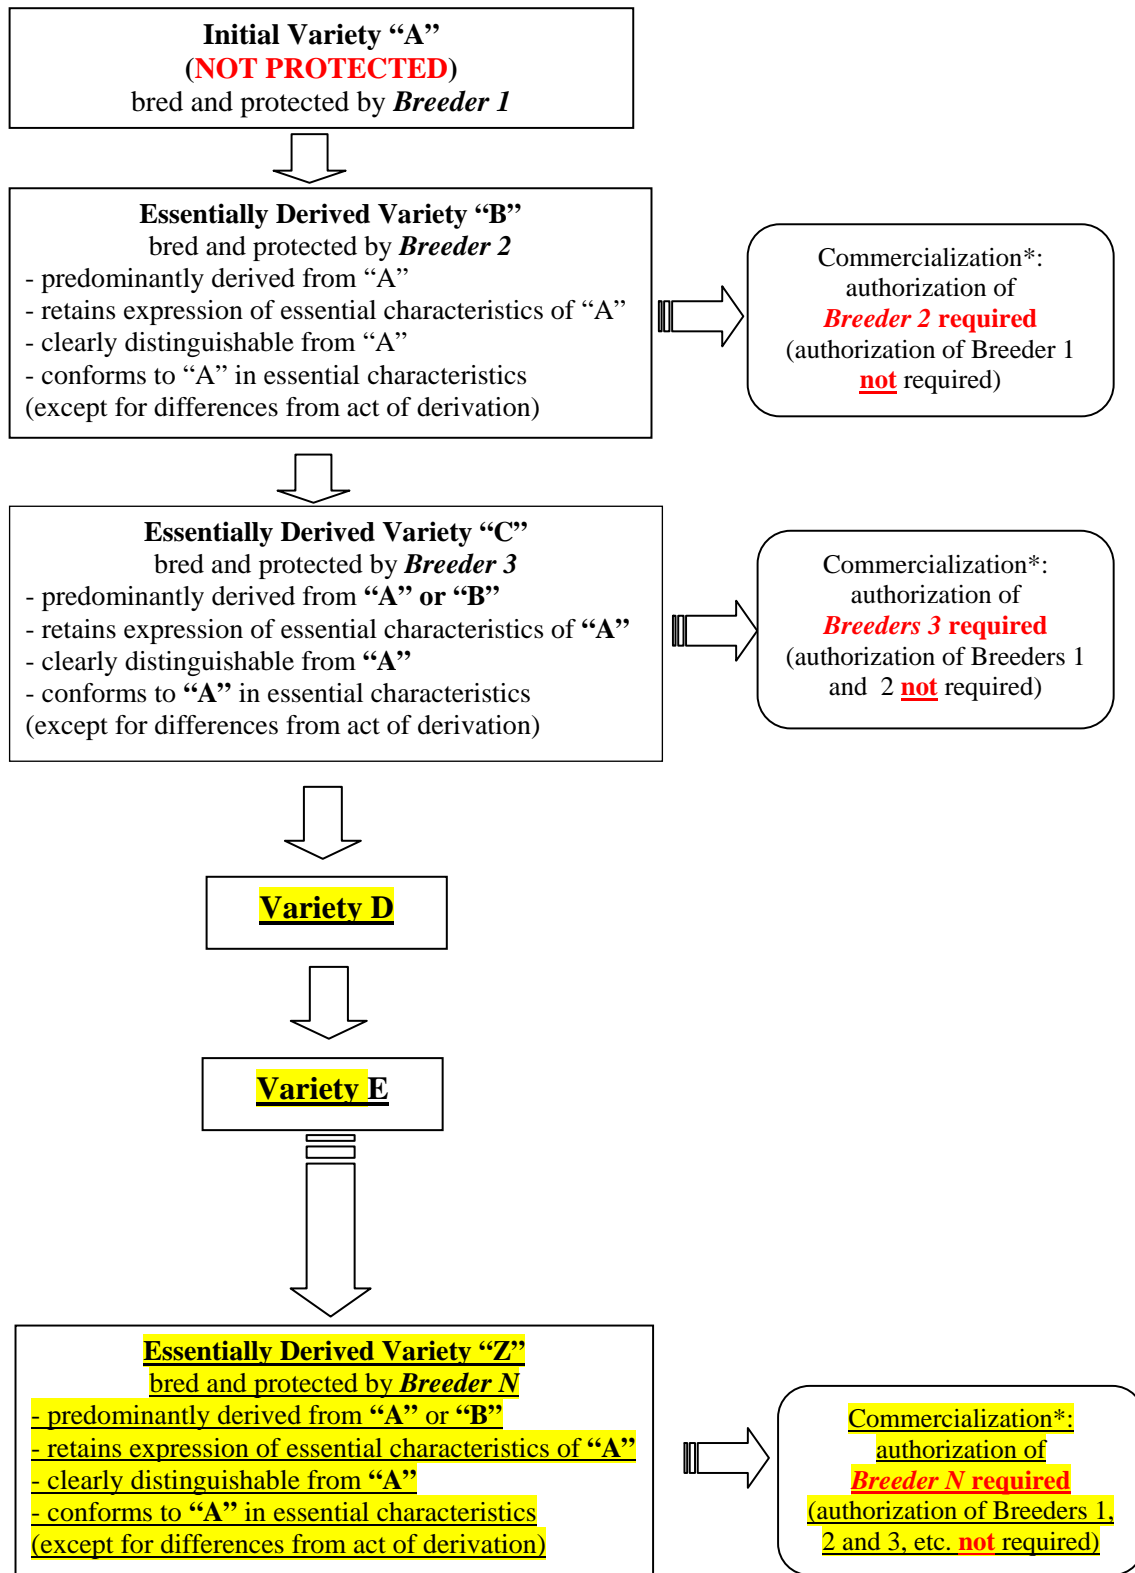 Initial Variety “A”
(NOT PROTECTED)
bred and protected by Breeder 1
Essentially Derived Variety “B”
bred and protected by Breeder 2
- predominantly derived from “A”
- retains expression of essential characteristics of “A”
- clearly distinguishable from “A”
- conforms to “A” in essential characteristics
(except for differences from act of derivation)
Commercialization*:
authorization of
Breeder 2 required
(authorization of Breeder 1
not required)
Essentially Derived Variety “C”
bred and protected by Breeder 3
- predominantly derived from “A” or “B”
- retains expression of essential characteristics of “A”
- clearly distinguishable from “A”
- conforms to “A” in essential characteristics
(except for differences from act of derivation)
Commercialization*:
authorization of
Breeders 3 required
(authorization of Breeders 1
and 2 not required)
Variety D
Variety E
Essentially Derived Variety “Z”
bred and protected by Breeder N
- predominantly derived from “A” or “B”
- retains expression of essential characteristics of “A”
- clearly distinguishable from “A”
- conforms to “A” in essential characteristics
(except for differences from act of derivation)
Commercialization*:
authorization of
Breeder N required
(authorization of Breeders 1,
2 and 3, etc. not required)